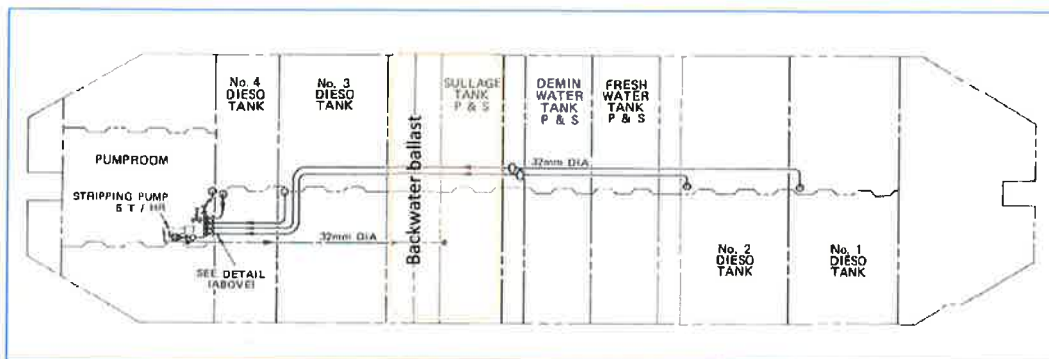 No. 4
DIESO
TANK
No. 3
DIESO
TANK
Backwater ballast
SULLAGE
TANK
P & S
DEMIN
WATER
TANK
P & S
FRESH
WATER
TANK
P & S
PUMPROOM
32mm DIA
STRIPPING PUMP
5 T / HR
32mm DIA
SEE DETAIL
(ABOVE)
No. 2
DIESO
TANK
No. 1
DIESO
TANK